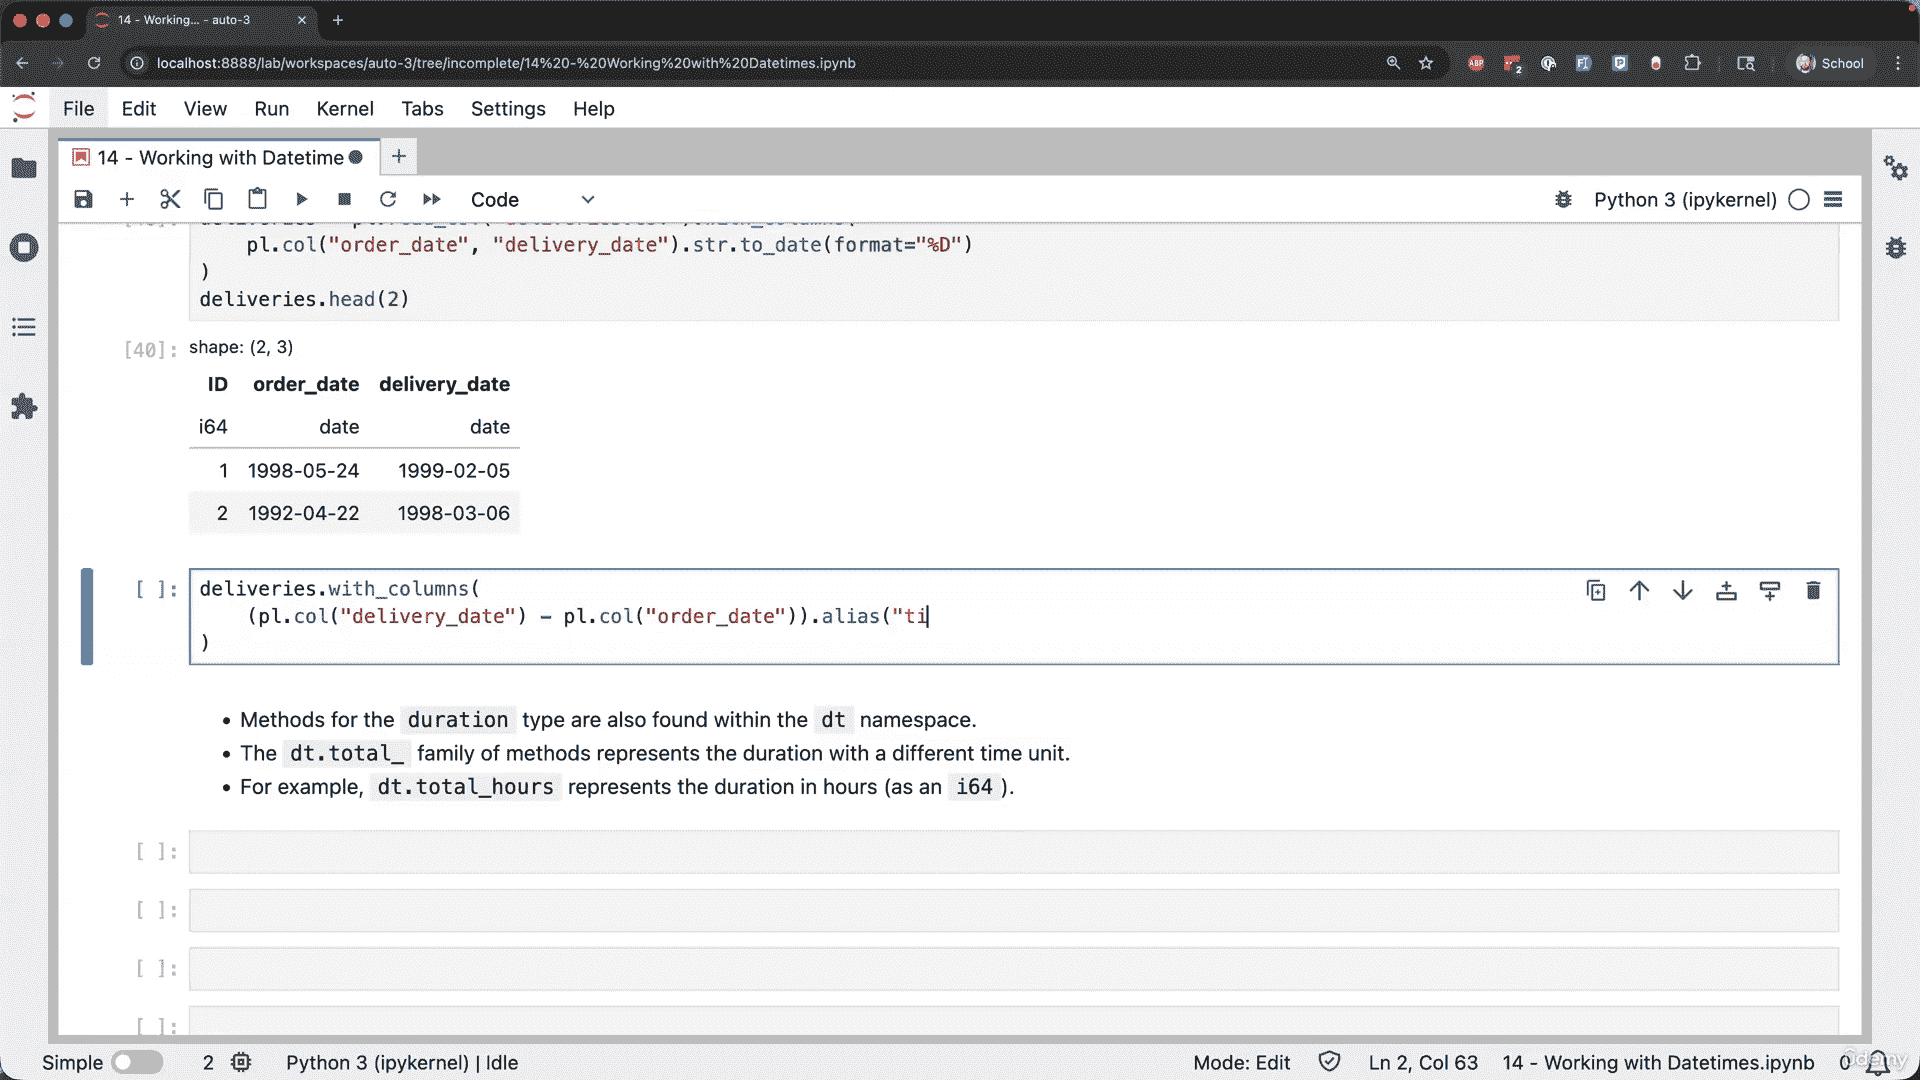 14 - Working... - auto-3
localhost:8888/lab/workspaces/auto-3/tree/incomplete/14%20-%20Working%20with%20Datetimes.ipynb
ABP
2
School
File Edit View Run Kernel Tabs Settings Help
14 - Working with Datetime
Code
Python 3 (ipykernel)
pl.col("order_date", "delivery_date").str.to_date(format="%D")
)
deliveries.head(2)
[40]:
shape: (2, 3)
ID order_date delivery_date
i64 date date
1 1998-05-24 1999-02-05
2 1992-04-22 1998-03-06
[ ]:
deliveries.with_columns(
(pl.col("delivery_date") - pl.col("order_date")).alias("ti
)
• Methods for the duration type are also found within the dt namespace.
• The dt.total_ family of methods represents the duration with a different time unit.
• For example, dt.total_hours represents the duration in hours (as an i64 ).
[ ]:
[ ]:
[ ]:
[ ]:
Simple 2 Python 3 (ipykernel) | Idle Mode: Edit Ln 2, Col 63 14 - Working with Datetimes.ipynb 0
Udemy